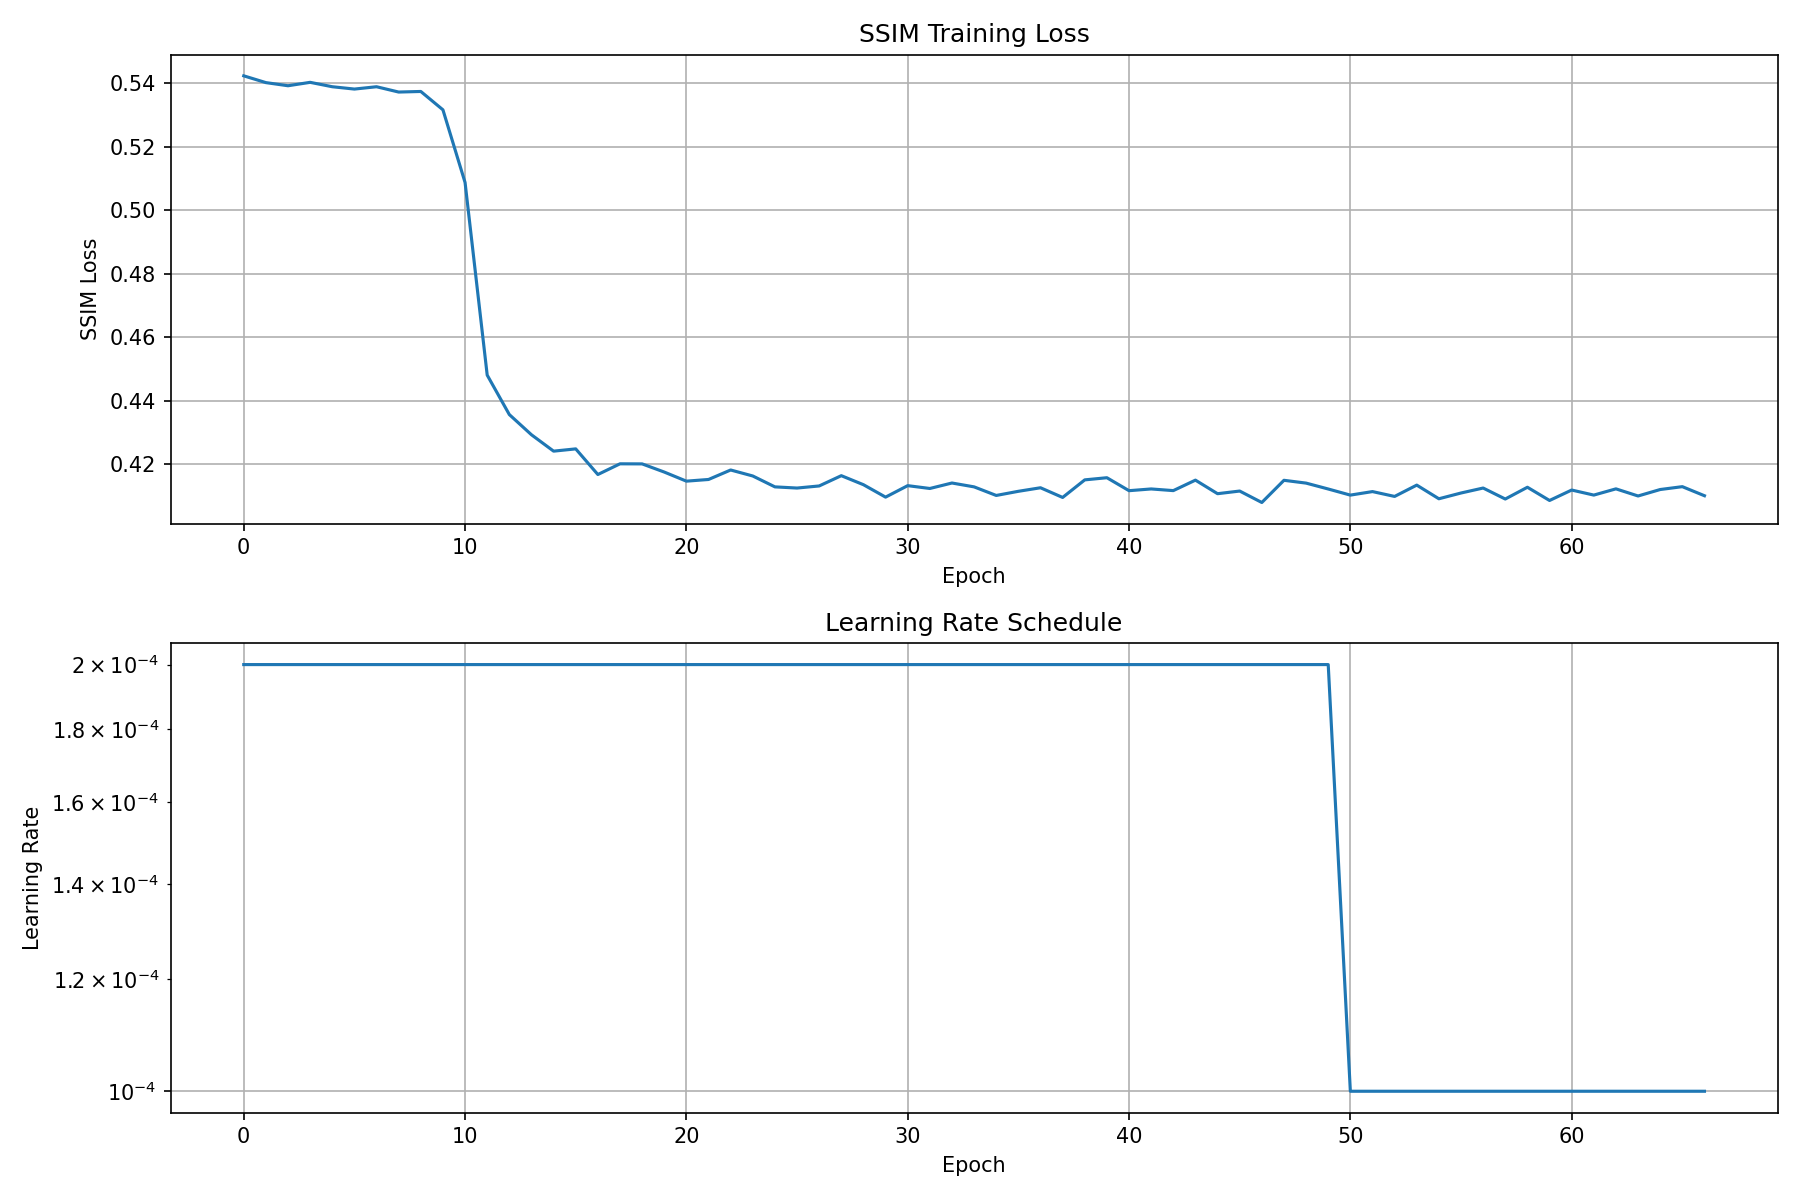 SSIM Training Loss
0.54
0.52
0.50
0.48
0.46
0.44
0.42
SSIM Loss
0 10 20 30 40 50 60
Epoch
Learning Rate Schedule
2 × 10⁻⁴
1.8 × 10⁻⁴
1.6 × 10⁻⁴
1.4 × 10⁻⁴
1.2 × 10⁻⁴
10⁻⁴
Learning Rate
0 10 20 30 40 50 60
Epoch